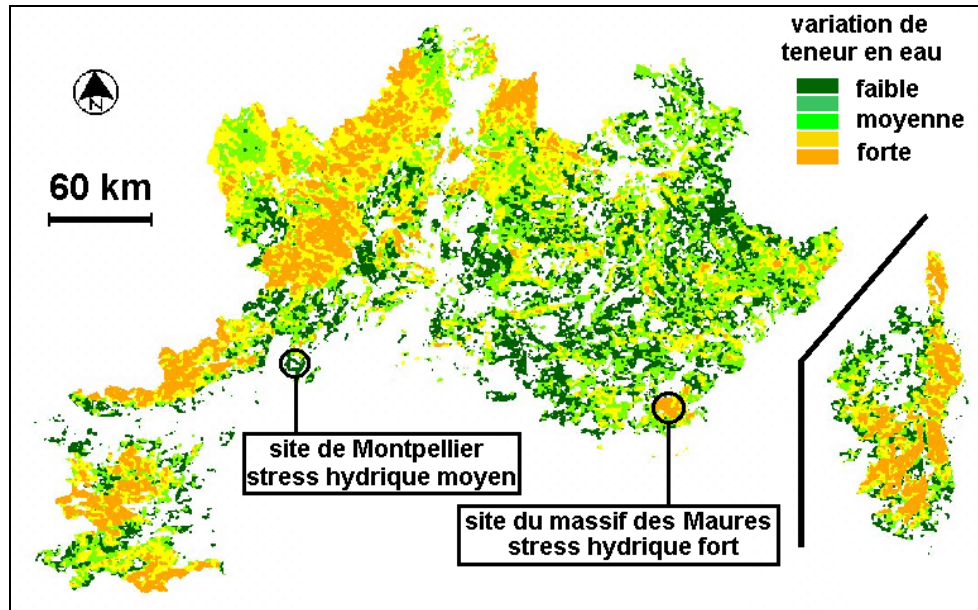 variation de
teneur en eau
faible
moyenne
forte
N
60 km
site de Montpellier
stress hydrique moyen
site du massif des Maures
stress hydrique fort